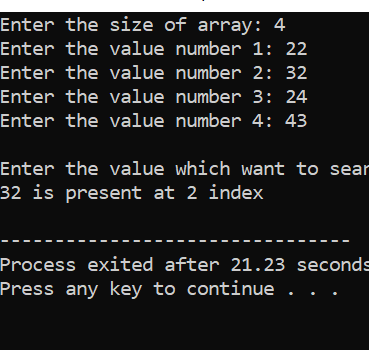 Enter the size of array: 4
Enter the value number 1: 22
Enter the value number 2: 32
Enter the value number 3: 24
Enter the value number 4: 43
Enter the value which want to sear
32 is present at 2 index
--------------------------------
Process exited after 21.23 seconds
Press any key to continue . . .